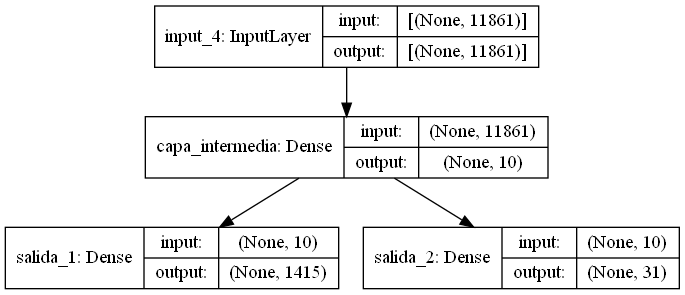 input_4: InputLayer
input:
[(None, 11861)]
output:
[(None, 11861)]
capa_intermedia: Dense
input:
(None, 11861)
output:
(None, 10)
salida_1: Dense
input:
(None, 10)
output:
(None, 1415)
salida_2: Dense
input:
(None, 10)
output:
(None, 31)